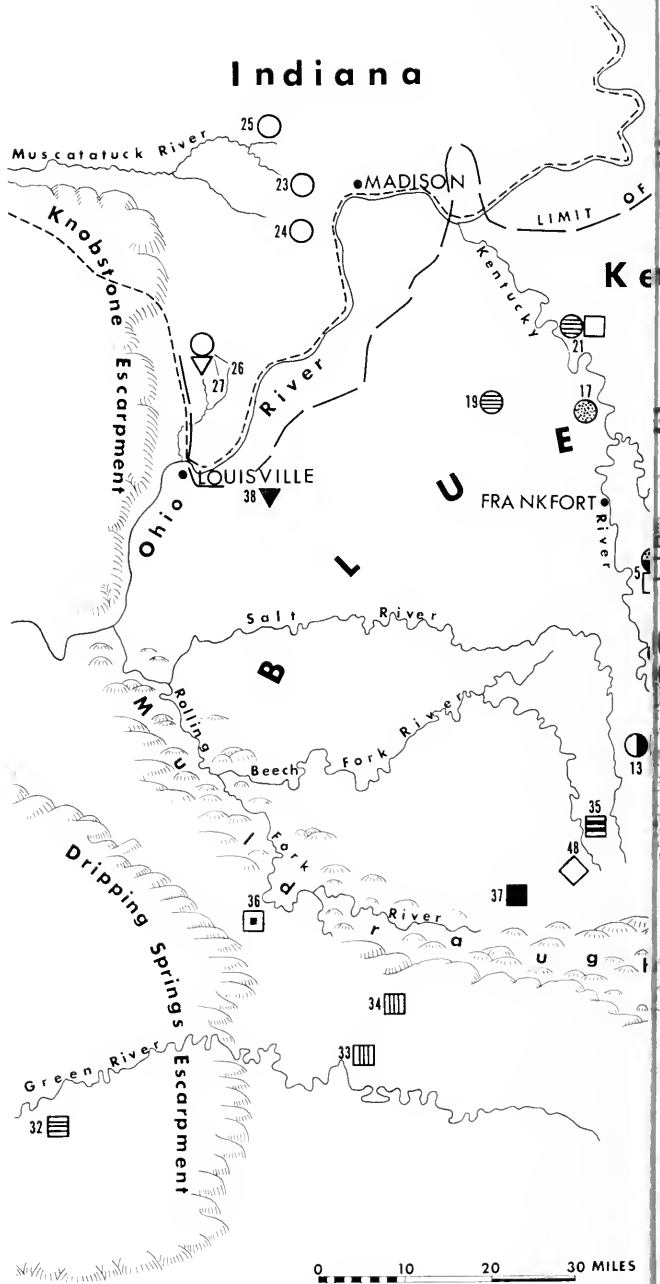 Indiana
25
Muscatatuck River
23
MADISON
24
LIMIT OF
Knobstone Escarpment
Kentucky
Ke
21
26
27
River
19
17
E
LOUISVILLE
38
U
FRANKFORT
River
Ohio
5
L
Salt River
B
Rolling
Beech Fork River
13
35
48
Fork
36
37
River
Muldraugh
Dripping Springs Escarpment
34
33
Green River
32
0 10 20 30 MILES